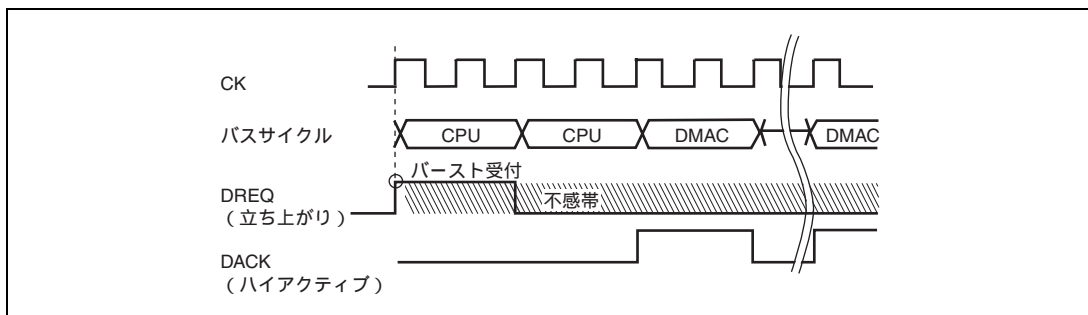 CK
バスサイクル
CPU
CPU
DMAC
DMAC
バースト受付
DREQ
(立ち上がり)
不感帯
DACK
(ハイアクティブ)